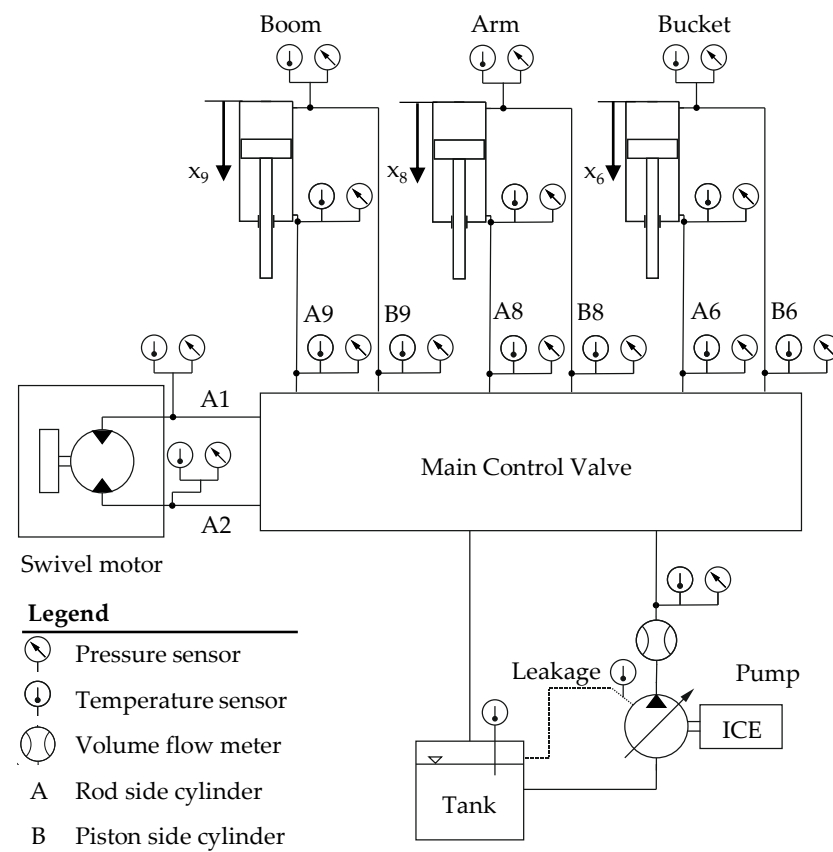 Boom Arm Bucket
x9 x8 x6
A9 B9 A8 B8 A6 B6
A1
Main Control Valve
A2
Swivel motor
Legend
Pressure sensor
Temperature sensor
Volume flow meter
A Rod side cylinder
B Piston side cylinder
Leakage
Pump
ICE
Tank